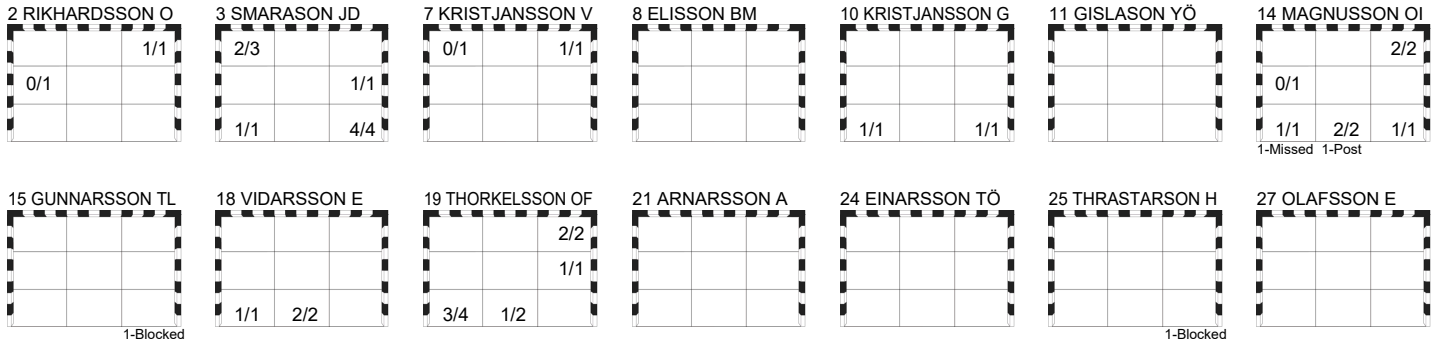 2 RIKHARDSSON O
1/1
0/1
3 SMARASON JD
2/3
1/1
1/1 4/4
7 KRISTJANSSON V
0/1 1/1
8 ELISSON BM
10 KRISTJANSSON G
1/1 1/1
11 GISLASON YÖ
14 MAGNUSSON OI
2/2
0/1
1/1 2/2 1/1
1-Missed 1-Post
15 GUNNARSSON TL
1-Blocked
18 VIDARSSON E
1/1 2/2
19 THORKELSSON OF
2/2
1/1
3/4 1/2
21 ARNARSSON A
24 EINARSSON TÖ
25 THRASTARSON H
1-Blocked
27 OLAFSSON E